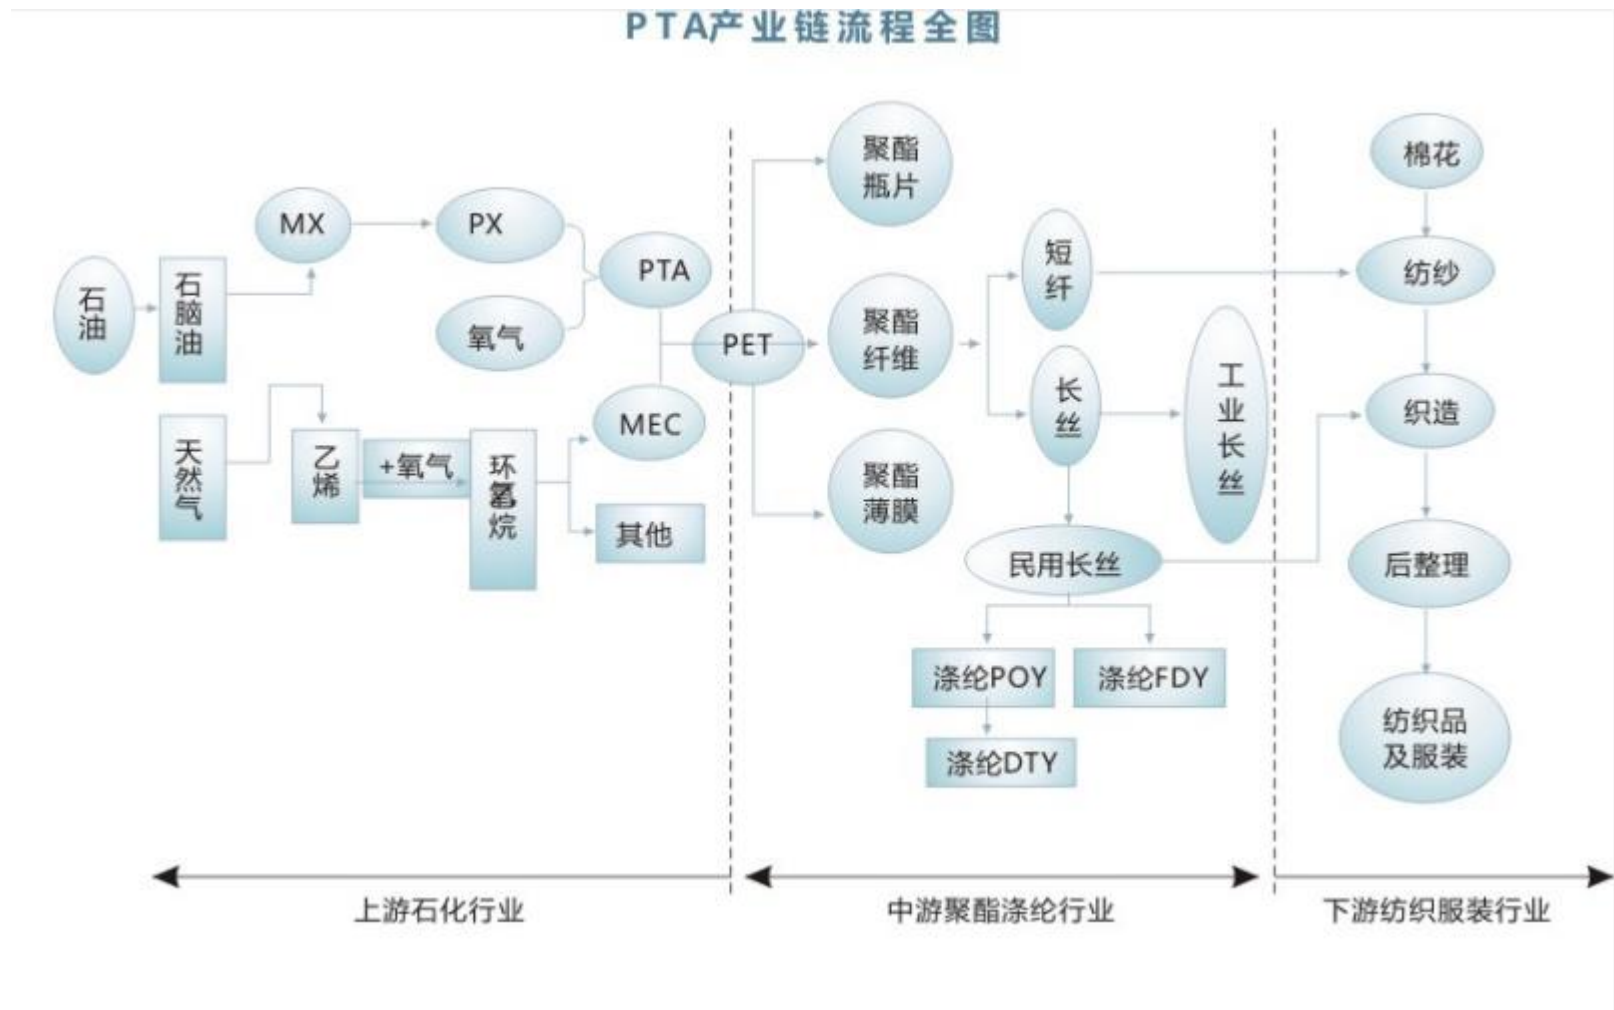 PTA产业链流程全图
石油
石脑油
MX
PX
氧气
PTA
天然气
乙烯
+氧气
环氧烷
MEC
其他
PET
聚酯
瓶片
聚酯
纤维
聚酯
薄膜
短纤
长丝
工业长丝
民用长丝
涤纶POY
涤纶FDY
涤纶DTY
棉花
纺纱
织造
后整理
纺织品
及服装
上游石化行业
中游聚酯涤纶行业
下游纺织服装行业